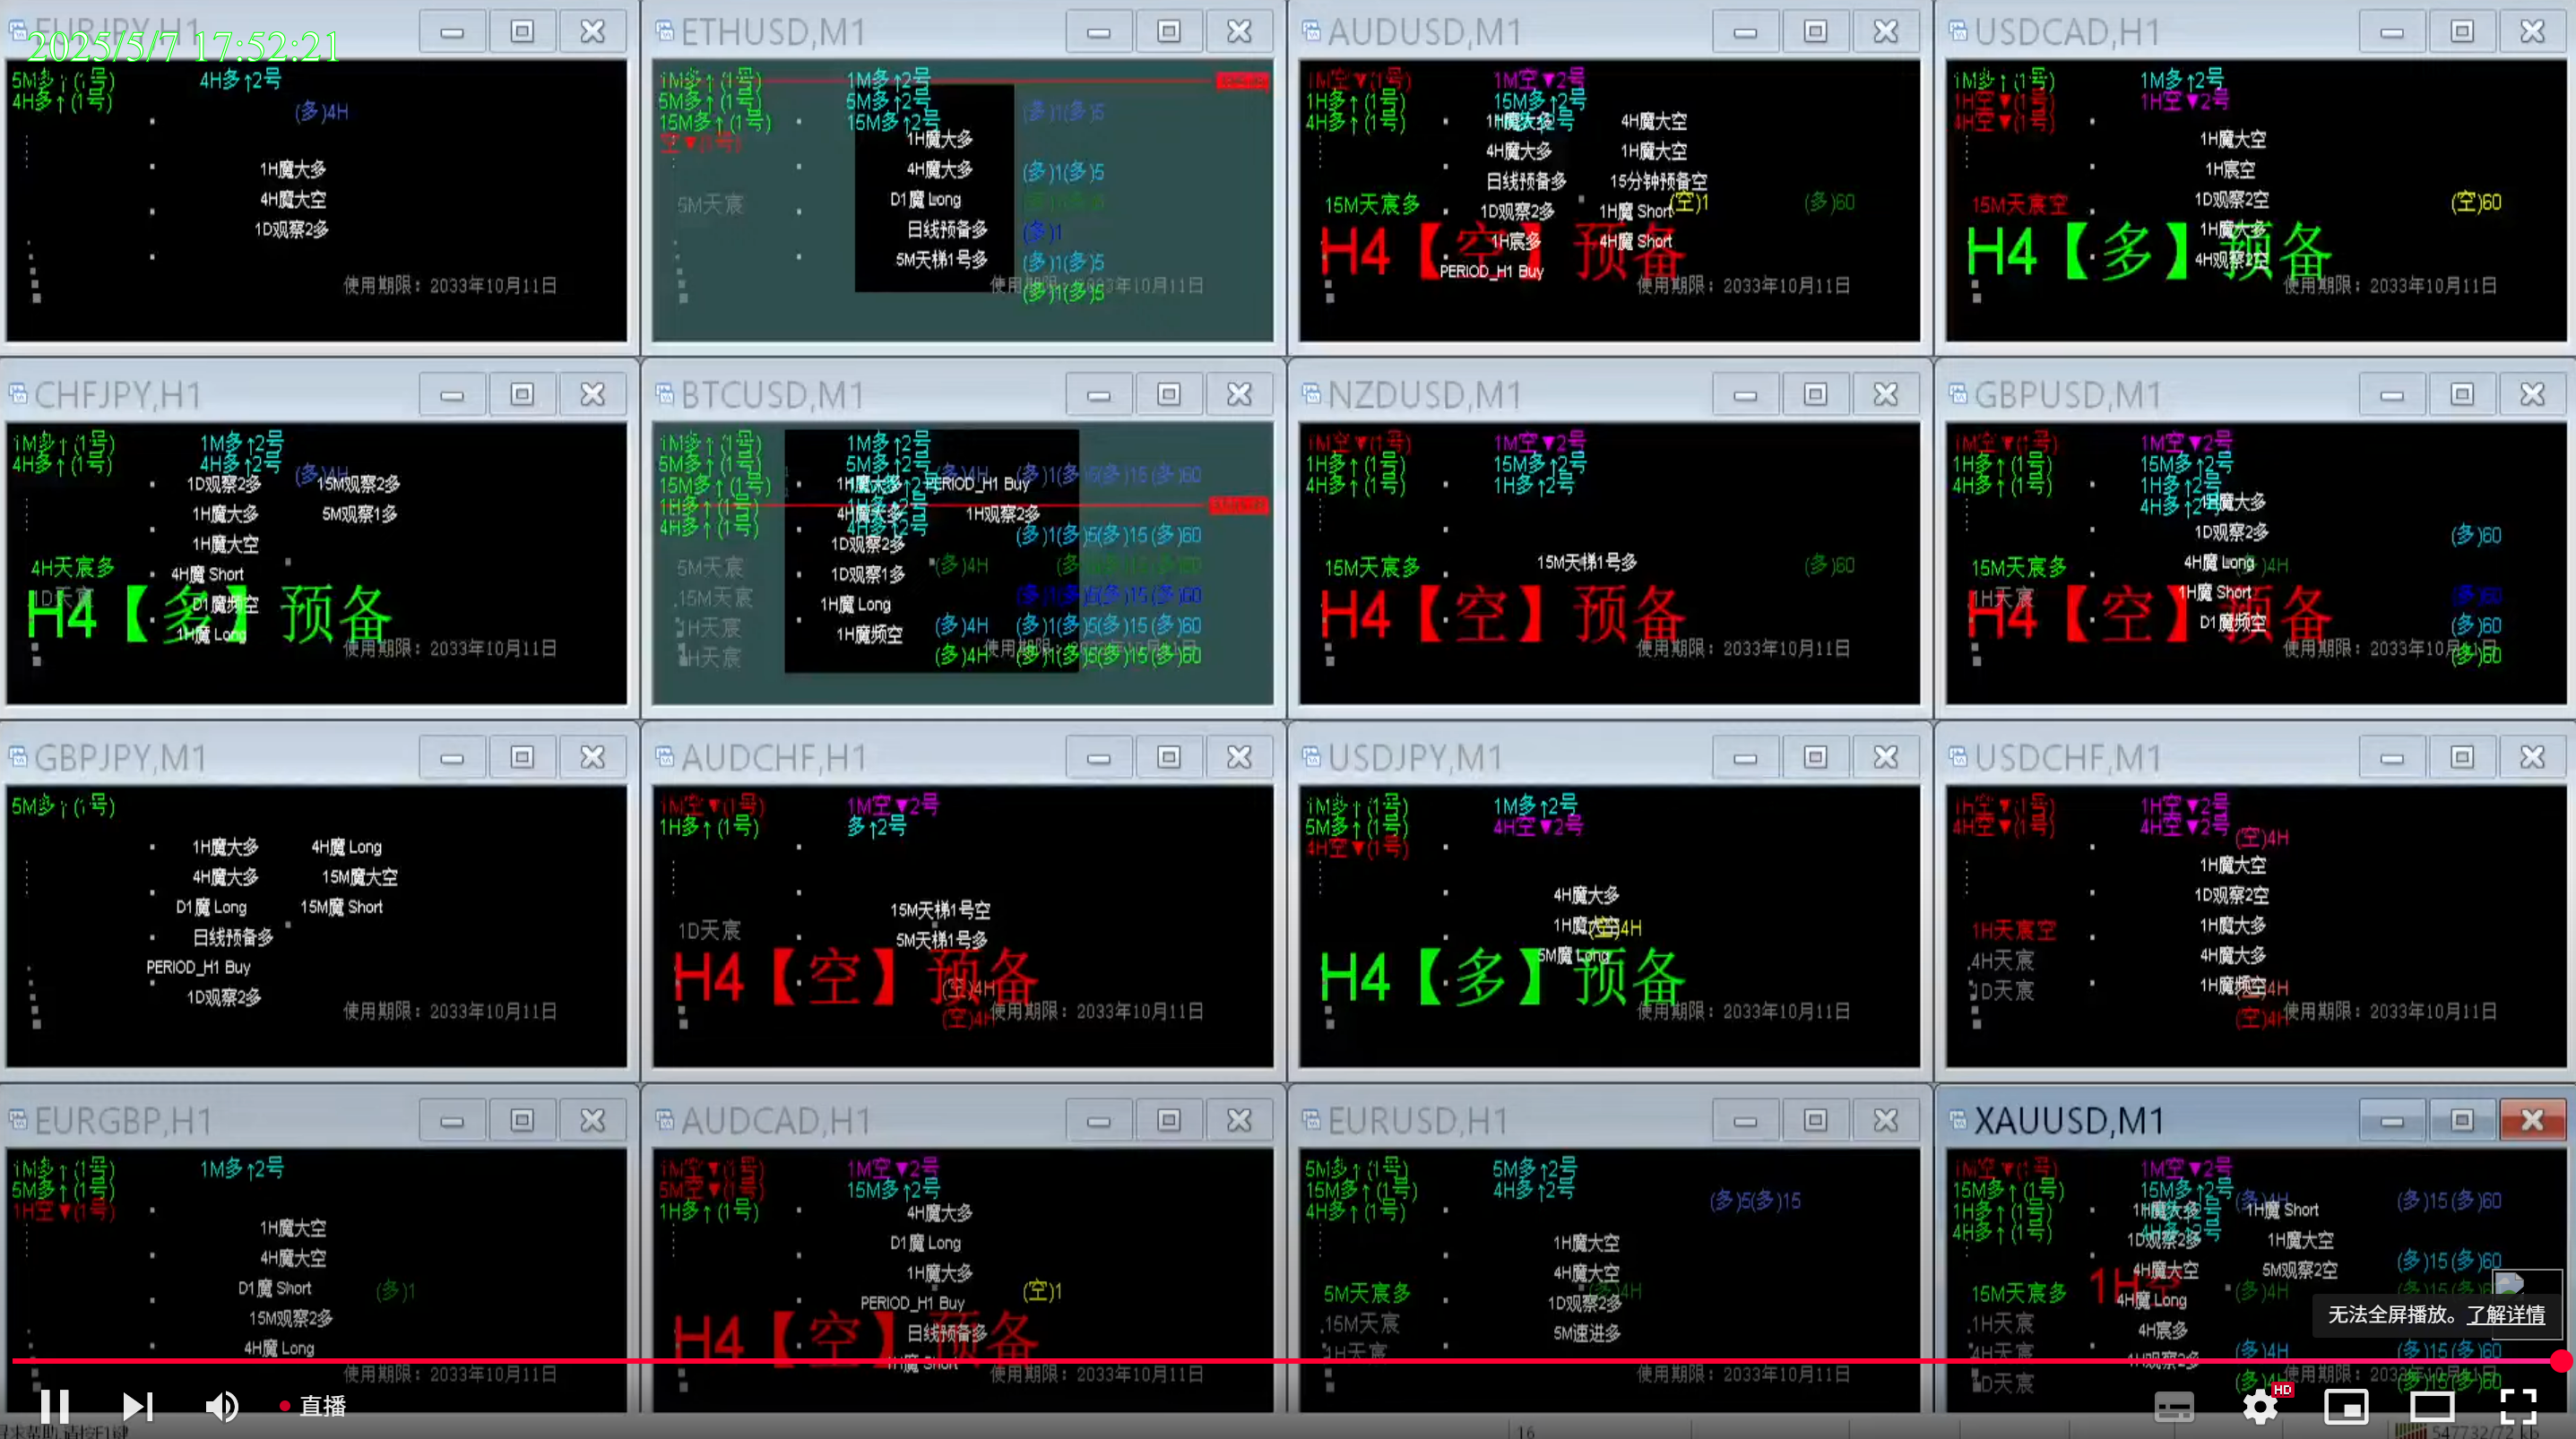 EURJPY,H1
2025/5/7 17:52:21
5M多↑(1号) 4H多↑2号
4H多↑(1号)
(多)4H
1H魔大多
4H魔大空
1D观察2多
使用期限：2033年10月11日
ETHUSD,M1
1M多↑(1号) 1M多↑2号
5M多↑(1号) 5M多↑2号
15M多↑(1号) 15M多↑2号
空▼(1号)
(多)1(多)5
1H魔大多
4H魔大多 (多)1(多)5
5M天宸 D1魔 Long
日线预备多 (多)1
5M天梯1号多 (多)1(多)5
使用期限：2033年10月11日
(多)1(多)5
AUDUSD,M1
1M空▼(1号) 1M空▼2号
1H多↑(1号) 15M多↑2号
4H多↑(1号)
1H魔大多 4H魔大空
4H魔大多 1H魔大空
日线预备多 15分钟预备空
15M天宸多 1D观察2多 1H魔 Short (空)1 (多)60
1H宸多 4H魔 Short
H4【空】预备
PERIOD_H1 Buy
使用期限：2033年10月11日
USDCAD,H1
1M多↑(1号) 1M多↑2号
1H空▼(1号) 1H空▼2号
4H空▼(1号)
1H魔大空
1H宸空
15M天宸空 1D观察2空 (空)60
1H魔大多
H4【多】预备
4H观察2空
使用期限：2033年10月11日
CHFJPY,H1
1M多↑(1号) 1M多↑2号
4H多↑(1号) 4H多↑2号
(多)4H
1D观察2多 15M观察2多
1H魔大多 5M观察1多
1H魔大空
4H天宸多 4H魔 Short
1D天宸 D1魔频空
H4【多】预备
1H魔 Long
使用期限：2033年10月11日
BTCUSD,M1
1M多↑(1号) 1M多↑2号
5M多↑(1号) 5M多↑2号
15M多↑(1号)
1H多↑(1号) 1H多↑2号
4H多↑(1号) 4H多↑2号
(多)4H (多)1(多)5(多)15(多)60
1H魔大多 PERIOD_H1 Buy
4H魔大多 1H观察2多
1D观察2多 (多)1(多)5(多)15(多)60
5M天宸 1D观察1多 (多)4H
15M天宸 1H魔 Long (多)1(多)5(多)15(多)60
1H天宸 1H魔频空 (多)4H (多)1(多)5(多)15(多)60
H天宸 (多)4H (多)1(多)5(多)15(多)60
NZDUSD,M1
1M空▼(1号) 1M空▼2号
1H多↑(1号) 15M多↑2号
4H多↑(1号) 1H多↑2号
15M天宸多 15M天梯1号多 (多)60
H4【空】预备
使用期限：2033年10月11日
GBPUSD,M1
1M空▼(1号) 1M空▼2号
1H多↑(1号) 15M多↑2号
4H多↑(1号) 1H多↑2号
4H多↑2号 1H魔大多
1D观察2多 (多)60
15M天宸多 4H魔 Long (多)4H
1H天宸 1H魔 Short (多)60
H4【空】预备
D1魔频空 (多)60
使用期限：2033年10月11日
(多)60
GBPJPY,M1
5M多↑(1号)
1H魔大多 4H魔 Long
4H魔大多 15M魔大空
D1魔 Long 15M魔 Short
日线预备多
PERIOD_H1 Buy
1D观察2多
使用期限：2033年10月11日
AUDCHF,H1
1M空▼(1号) 1M空▼2号
1H多↑(1号) 多↑2号
15M天梯1号空
1D天宸 5M天梯1号多
H4【空】预备
(空)4H
(空)4H
使用期限：2033年10月11日
USDJPY,M1
1M多↑(1号) 1M多↑2号
5M多↑(1号) 4H空▼2号
4H空▼(1号)
4H魔大多
1H魔大空 (空)4H
5M魔 Long
H4【多】预备
使用期限：2033年10月11日
USDCHF,M1
1H空▼(1号) 1H空▼2号
4H空▼(1号) 4H空▼2号
(空)4H
1H魔大空
1D观察2空
1H天宸空 1H魔大多
4H天宸 4H魔大多
1D天宸 1H魔频空 (空)4H
(空)4H
使用期限：2033年10月11日
EURGBP,H1
1M多↑(1号) 1M多↑2号
5M多↑(1号)
1H空▼(1号)
1H魔大空
4H魔大空
D1魔 Short (多)1
15M观察2多
4H魔 Long
使用期限：2033年10月11日
AUDCAD,H1
1M空▼(1号) 1M空▼2号
5M空▼(1号) 15M多↑2号
1H多↑(1号)
4H魔大多
D1魔 Long
1H魔大多
PERIOD_H1 Buy (空)1
日线预备多
H4【空】预备
1H魔 Short
使用期限：2033年10月11日
EURUSD,H1
5M多↑(1号) 5M多↑2号
15M多↑(1号) 4H多↑2号
4H多↑(1号)
(多)5(多)15
1H魔大空
4H魔大空
5M天宸多 1D观察2多 (多)4H
15M天宸 5M速进多
4H天宸
使用期限：2033年10月11日
XAUUSD,M1
1M空▼(1号) 1M空▼2号
15M多↑(1号) 15M多↑2号
1H多↑(1号)
4H多↑(1号) 4H多↑2号
(多)4H (多)15(多)60
1H魔大多 1H魔 Short
1D观察2多 1H魔大空
4H魔大空 5M观察2空 (多)15(多)60
15M天宸多 1H空 (多)4H
4H魔 Long
1H天宸 4H宸多
4H天宸 1H观察2多 (多)4H (多)15(多)60
1D天宸
使用期限：2033年10月11日
无法全屏播放。了解详情
直播
HD
16
547732/72 kb